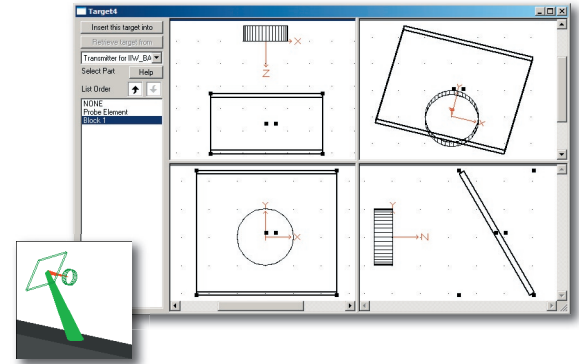 Target4
Insert this target into
Retrieve target from
Transmitter for IIW_BA
Select Part
Help
List Order
NONE
Probe Element
Block.1
X
Z
Y
X
Y
X
Y
Z